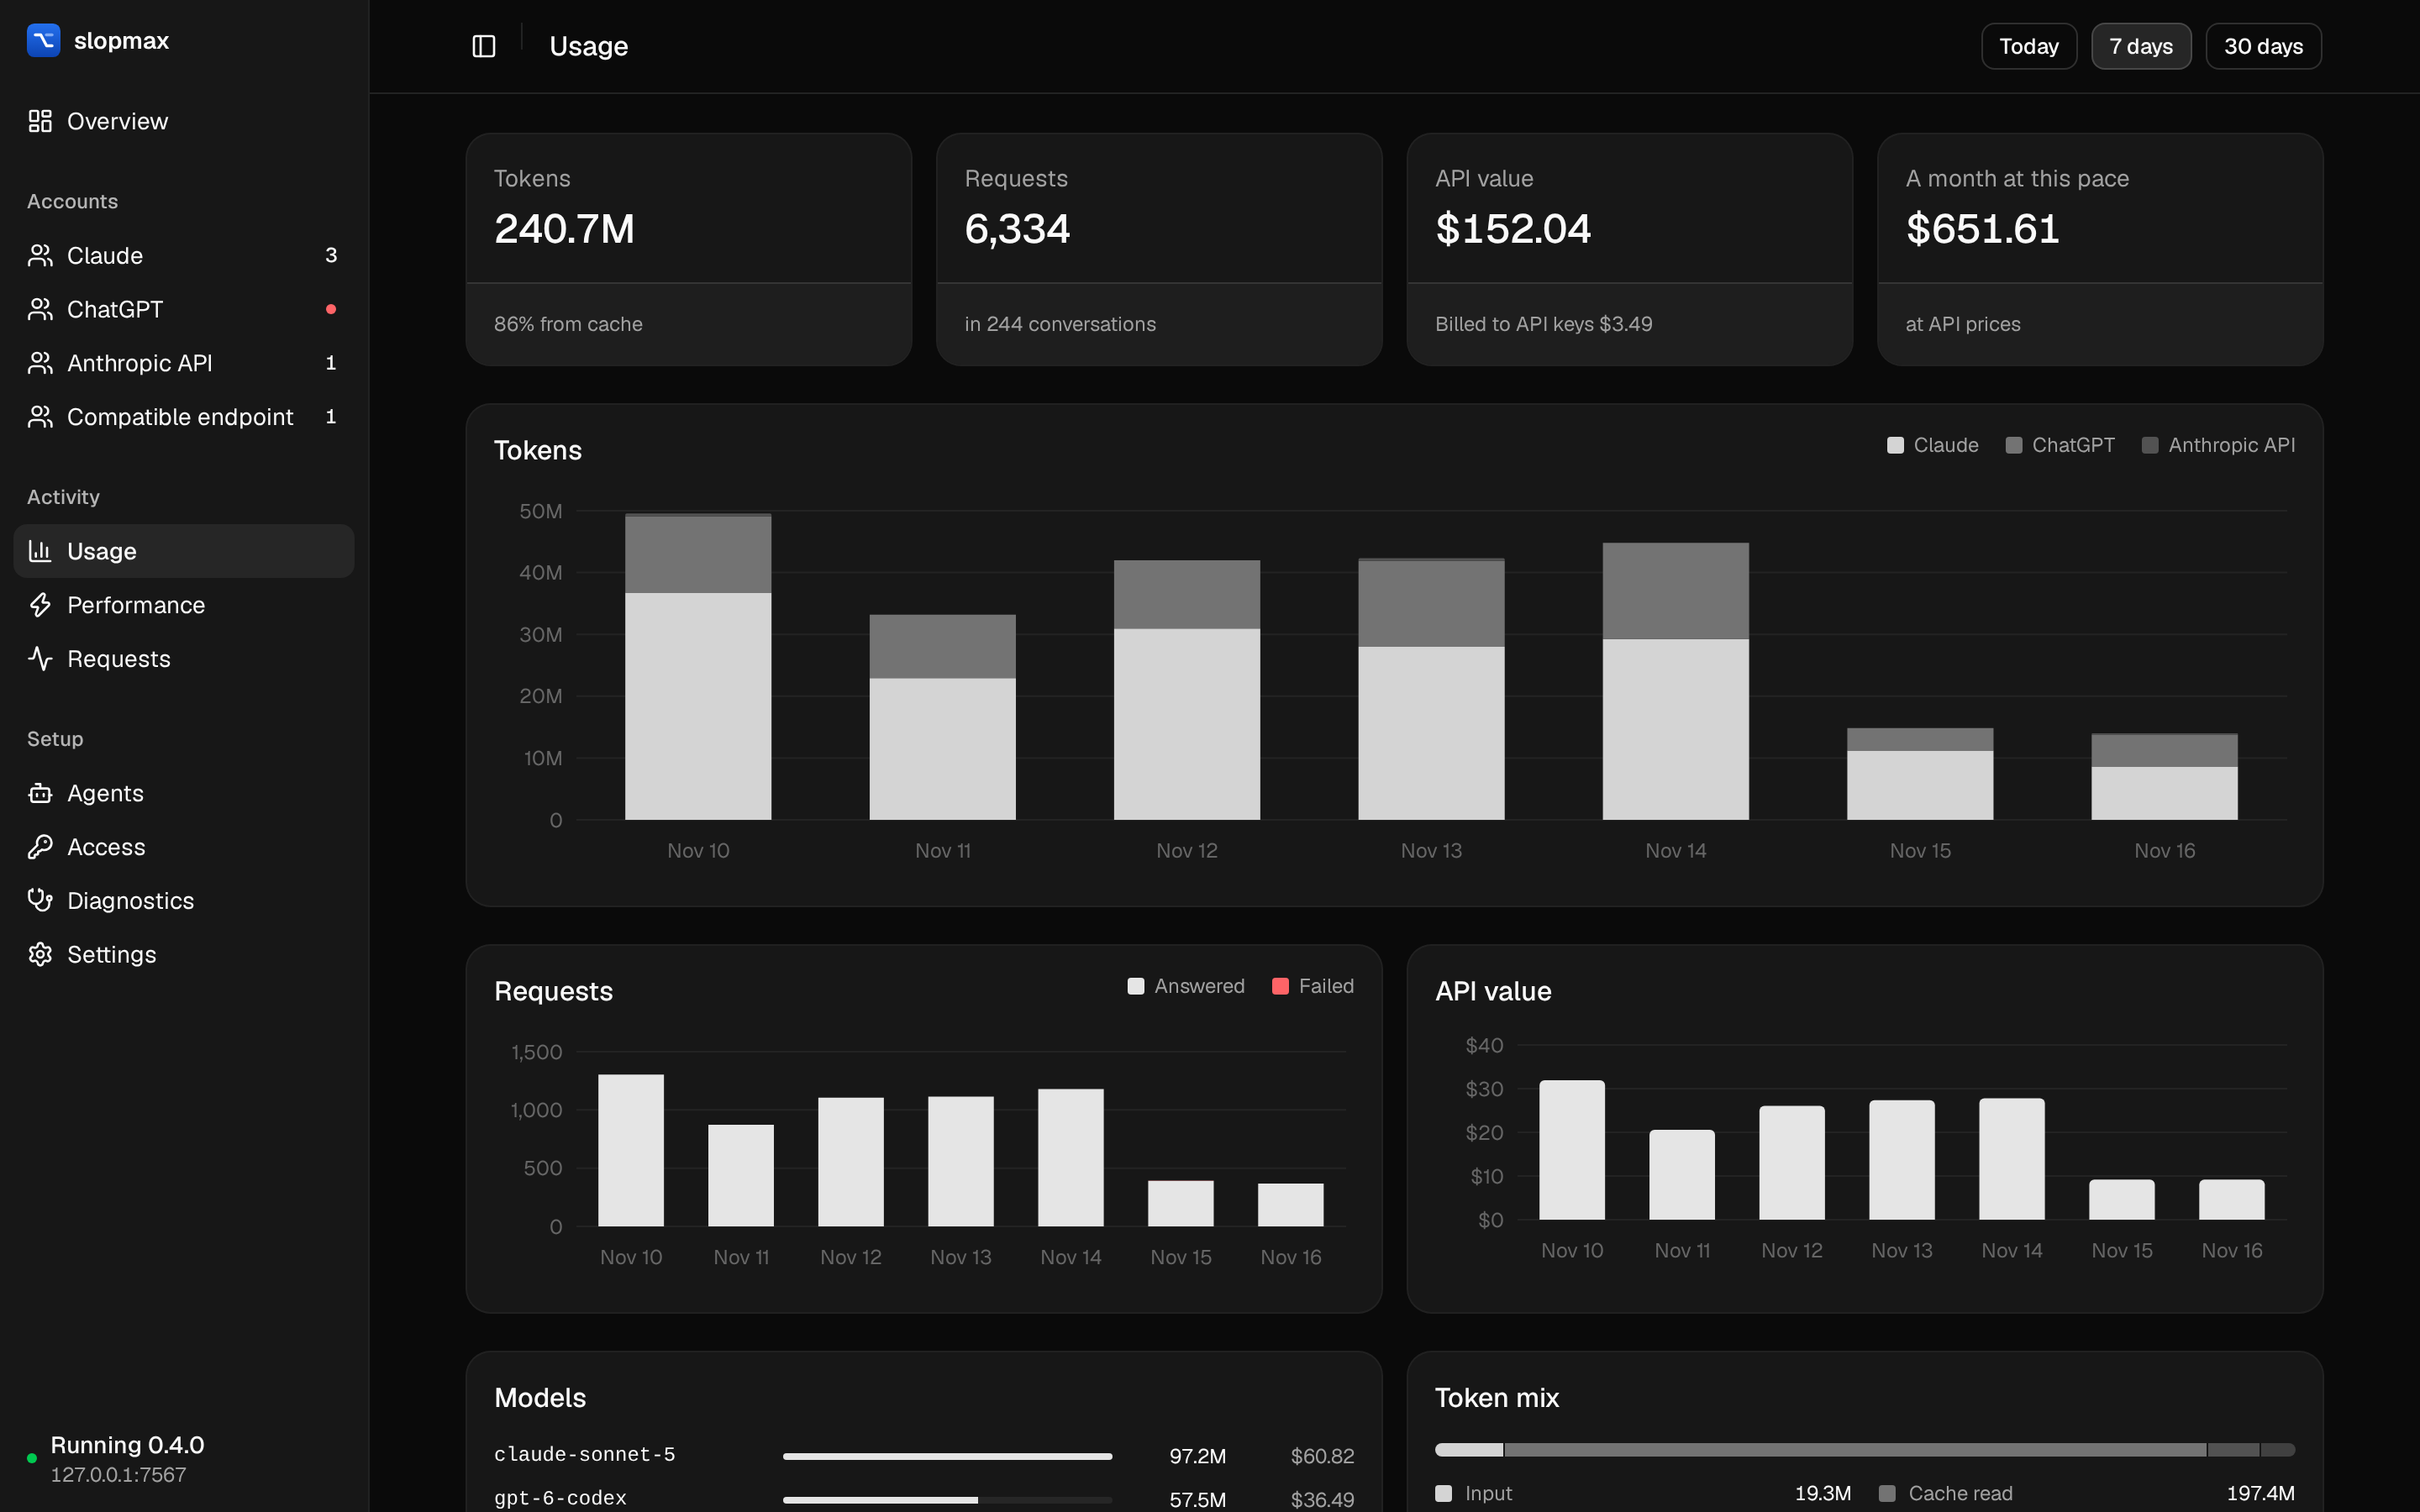 slopmax
Overview
Accounts
Claude 3
ChatGPT
Anthropic API 1
Compatible endpoint 1
Activity
Usage
Performance
Requests
Setup
Agents
Access
Diagnostics
Settings
Running 0.4.0
127.0.0.1:7567
Usage
Today 7 days 30 days
Tokens
240.7M
86% from cache
Requests
6,334
in 244 conversations
API value
$152.04
Billed to API keys $3.49
A month at this pace
$651.61
at API prices
Tokens
Claude ChatGPT Anthropic API
50M
40M
30M
20M
10M
0
Nov 10 Nov 11 Nov 12 Nov 13 Nov 14 Nov 15 Nov 16
Requests
Answered Failed
1,500
1,000
500
0
Nov 10 Nov 11 Nov 12 Nov 13 Nov 14 Nov 15 Nov 16
API value
$40
$30
$20
$10
$0
Nov 10 Nov 11 Nov 12 Nov 13 Nov 14 Nov 15 Nov 16
Models
claude-sonnet-5 97.2M $60.82
gpt-6-codex 57.5M $36.49
Token mix
Input 19.3M Cache read 197.4M